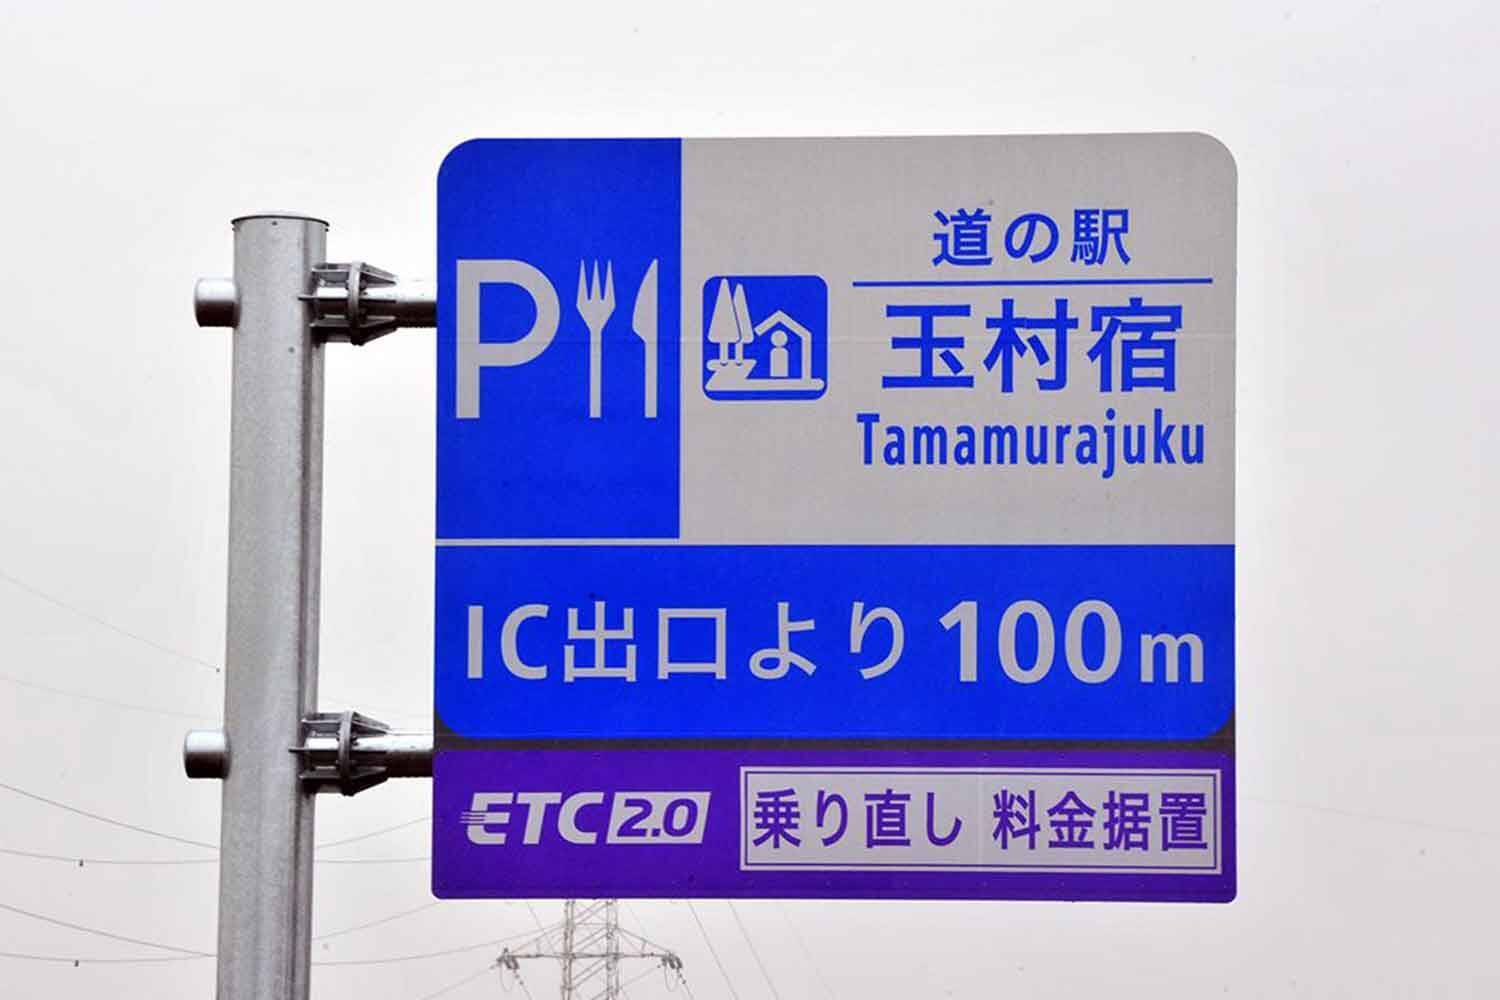 P
道の駅
玉村宿
Tamamurajuku
IC出口より100m
ETC2.0 乗り直し 料金据置